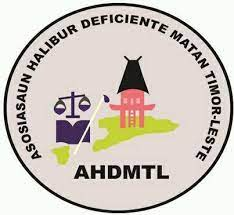 ASOSIASAUN HALIBUR DEFICIENTE MATAN TIMOR-LESTE
AHDMTL